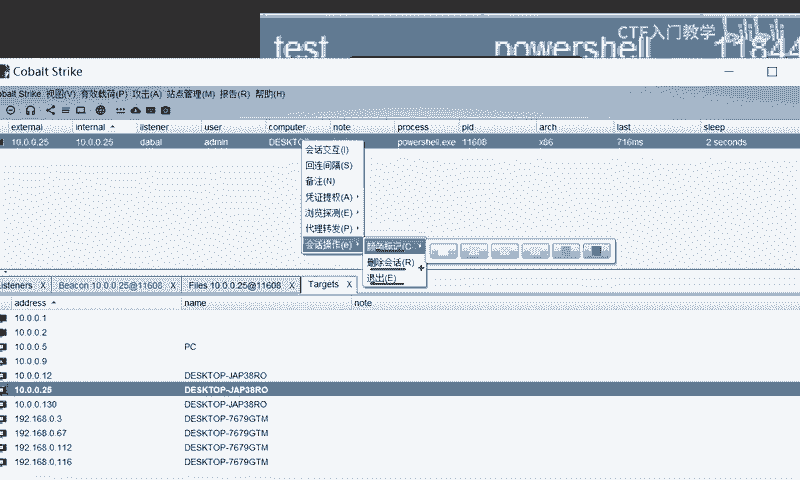 CTF入门教学 bilibili
test powershell 11844
Cobalt Strike
obalt Strike 视图(V) 有效载荷(P) 攻击(A) 站点管理(M) 报告(R) 帮助(H)
external internal listener user computer note process pid arch last sleep
10.0.0.25 10.0.0.25 dabal admin DESKTO powershell.exe 11608 x86 716ms 2 seconds
会话交互(I)
回连间隔(S)
备注(N)
凭证提权(A)
浏览探测(E)
代理转发(P)
会话操作(e) 颜色标记(C
删除会话(R)
退出(E)
isteners X Beacon 10.0.0.25@11608 X Files 10.0.0.25@11608 X Targets X
address name note
10.0.0.1
10.0.0.2
10.0.0.5 PC
10.0.0.9
10.0.0.12 DESKTOP-JAP38RO
10.0.0.25 DESKTOP-JAP38RO
10.0.0.130 DESKTOP-JAP38RO
192.168.0.3 DESKTOP-7679GTM
192.168.0.67 DESKTOP-7679GTM
192.168.0.112 DESKTOP-7679GTM
192.168.0.116 DESKTOP-7679GTM